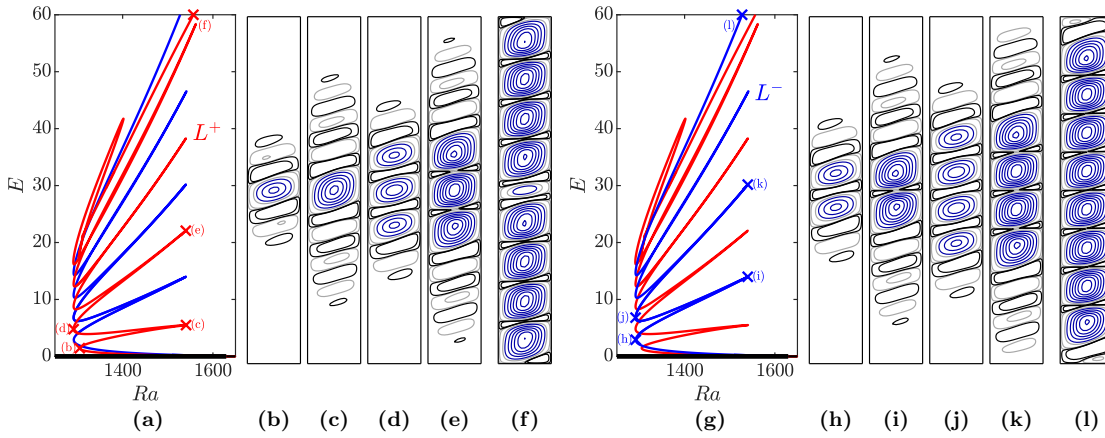 60
50
40
30
20
10
0
E
1400
1600
Ra
L+
(f)
(e)
(d)
(c)
(b)
(a)
(b)
(c)
(d)
(e)
(f)
60
50
40
30
20
10
0
E
1400
1600
Ra
L−
(l)
(k)
(i)
(j)
(h)
(g)
(h)
(i)
(j)
(k)
(l)